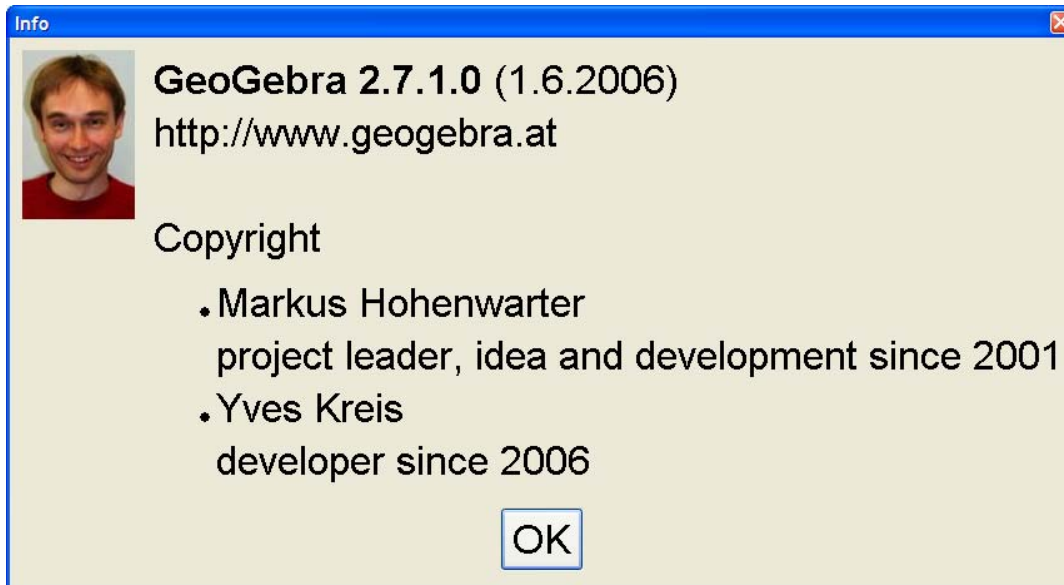 Info
GeoGebra 2.7.1.0 (1.6.2006)
http://www.geogebra.at
Copyright
Markus Hohenwarter
project leader, idea and development since 2001
Yves Kreis
developer since 2006
OK